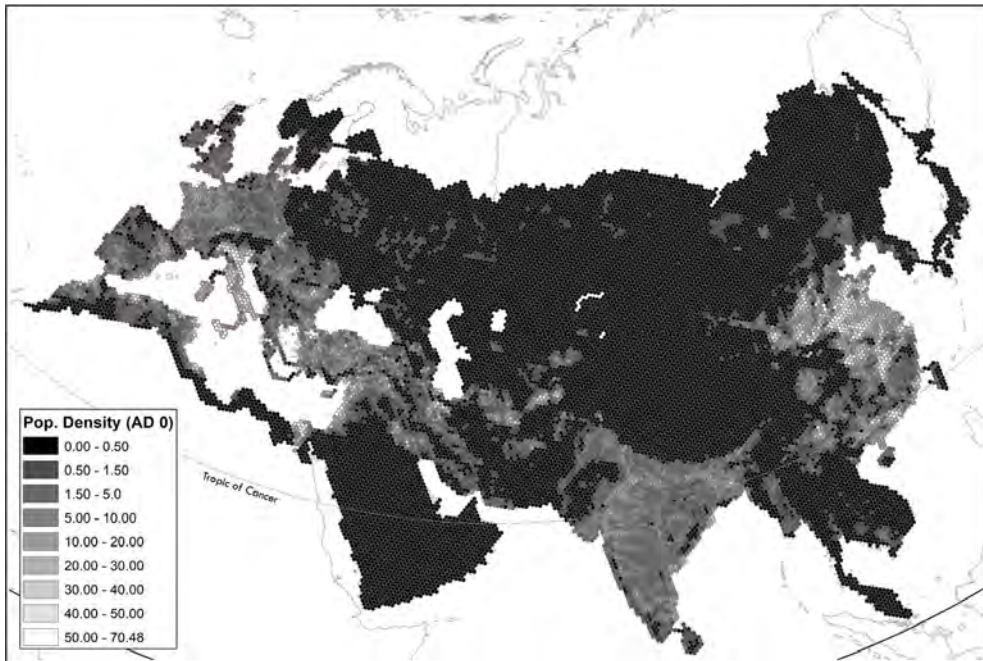 Pop. Density (AD 0)
0.00 - 0.50
0.50 - 1.50
1.50 - 5.0
5.00 - 10.00
10.00 - 20.00
20.00 - 30.00
30.00 - 40.00
40.00 - 50.00
50.00 - 70.48
Tropic of Cancer